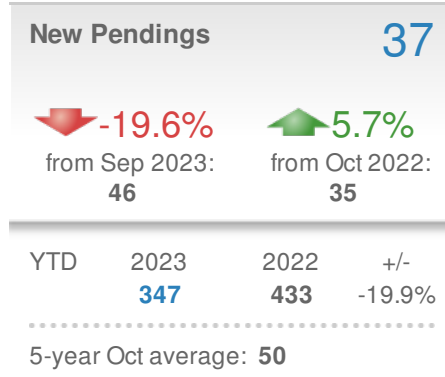 New Pendings 37
-19.6% 5.7%
from Sep 2023: from Oct 2022:
46 35
YTD 2023 2022 +/-
347 433 -19.9%
5-year Oct average: 50